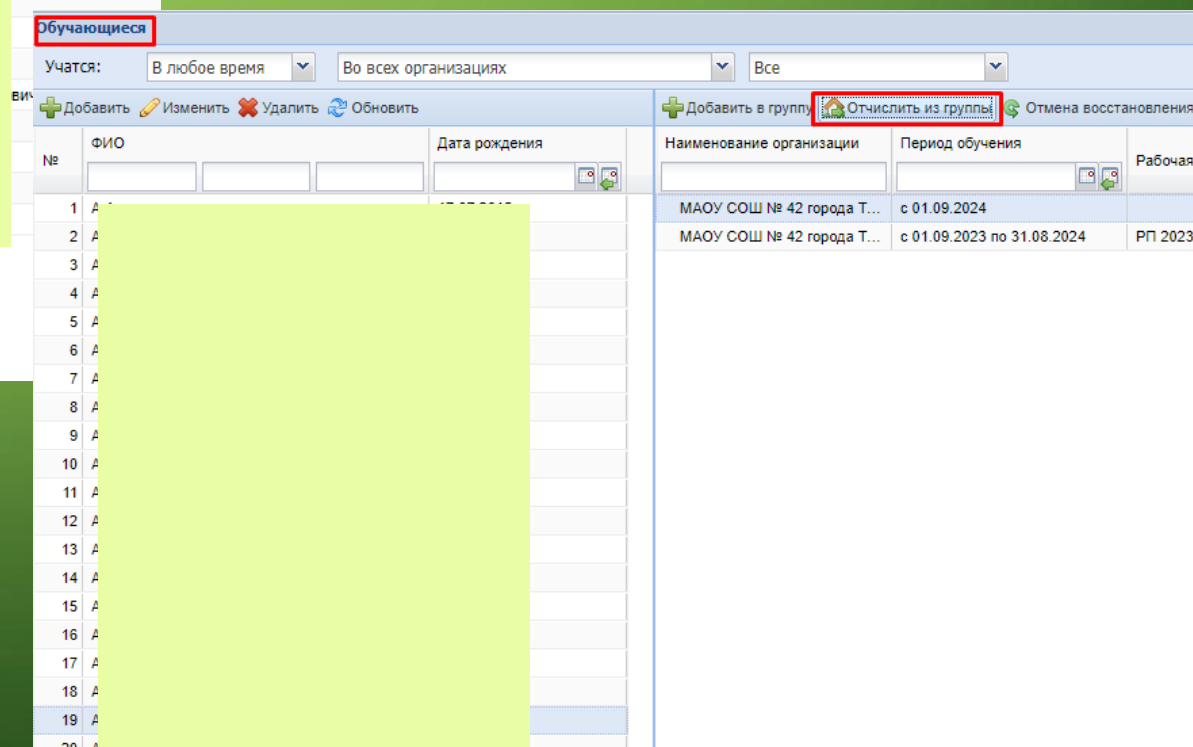 Обучающиеся
Учатся: В любое время Во всех организациях Все
Добавить Изменить Удалить Обновить
Добавить в группу Отчислить из группы Отмена восстановления
№ ФИО Дата рождения
Наименование организации Период обучения Рабочая
1 А
2 А
3 А
4 А
5 А
6 А
7 А
8 А
9 А
10 А
11 А
12 А
13 А
14 А
15 А
16 А
17 А
18 А
19 А
МАОУ СОШ № 42 города Т... с 01.09.2024
МАОУ СОШ № 42 города Т... с 01.09.2023 по 31.08.2024 РП 2023